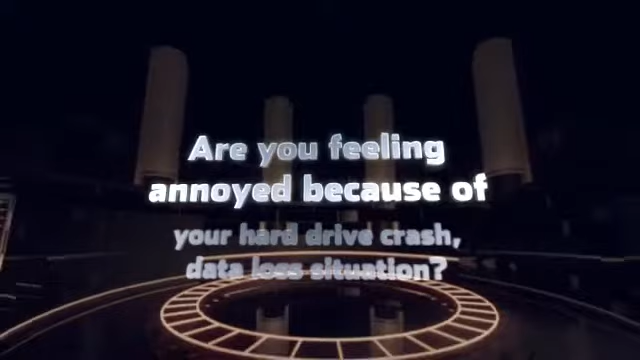 Are you feeling
annoyed because of
your hard drive crash,
data loss situation?